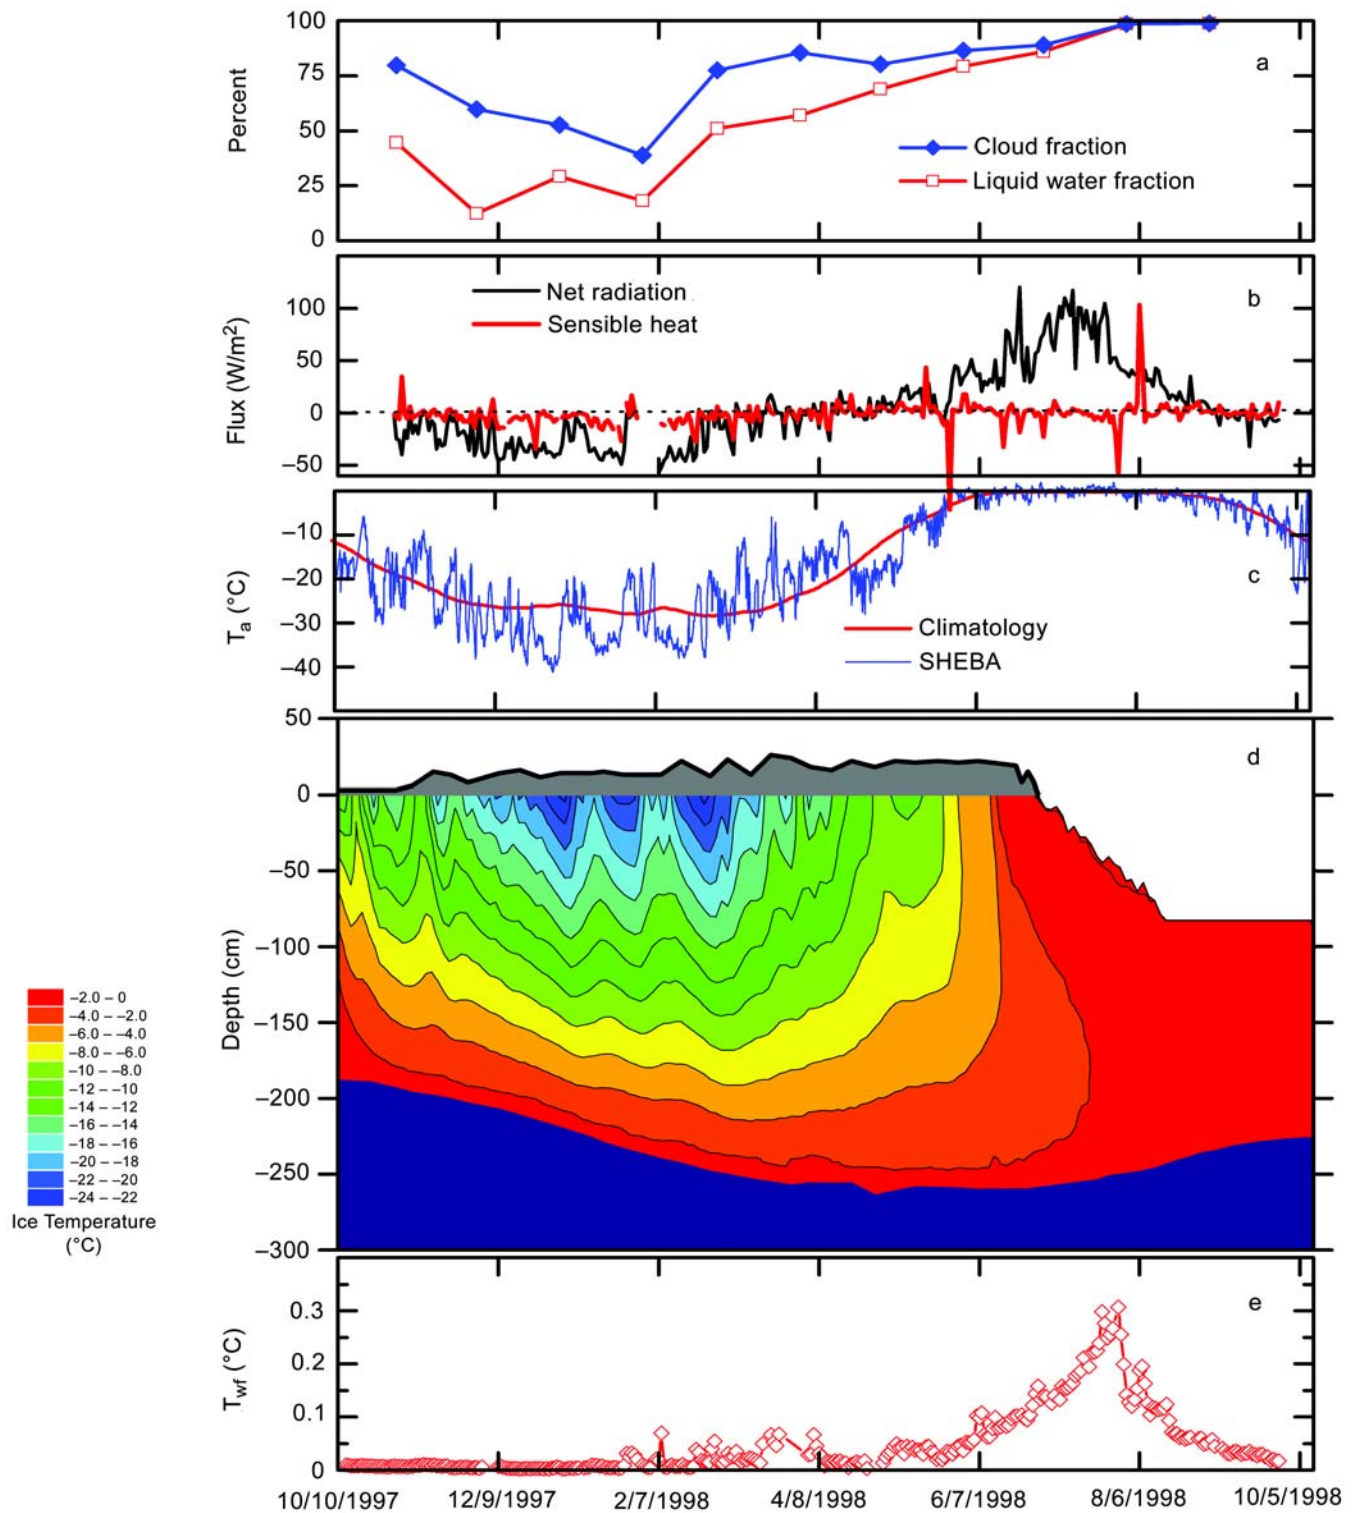 100
75
50
25
0
Percent
a
Cloud fraction
Liquid water fraction
100
50
0
–50
Flux (W/m²)
b
Net radiation
Sensible heat
–10
–20
–30
–40
Tₐ (°C)
c
Climatology
SHEBA
50
0
–50
–100
–150
–200
–250
–300
Depth (cm)
d
–2.0 – 0
–4.0 – –2.0
–6.0 – –4.0
–8.0 – –6.0
–10 – –8.0
–12 – –10
–14 – –12
–16 – –14
–18 – –16
–20 – –18
–22 – –20
–24 – –22
Ice Temperature
(°C)
0.3
0.2
0.1
0
Twf (°C)
e
10/10/1997 12/9/1997 2/7/1998 4/8/1998 6/7/1998 8/6/1998 10/5/1998